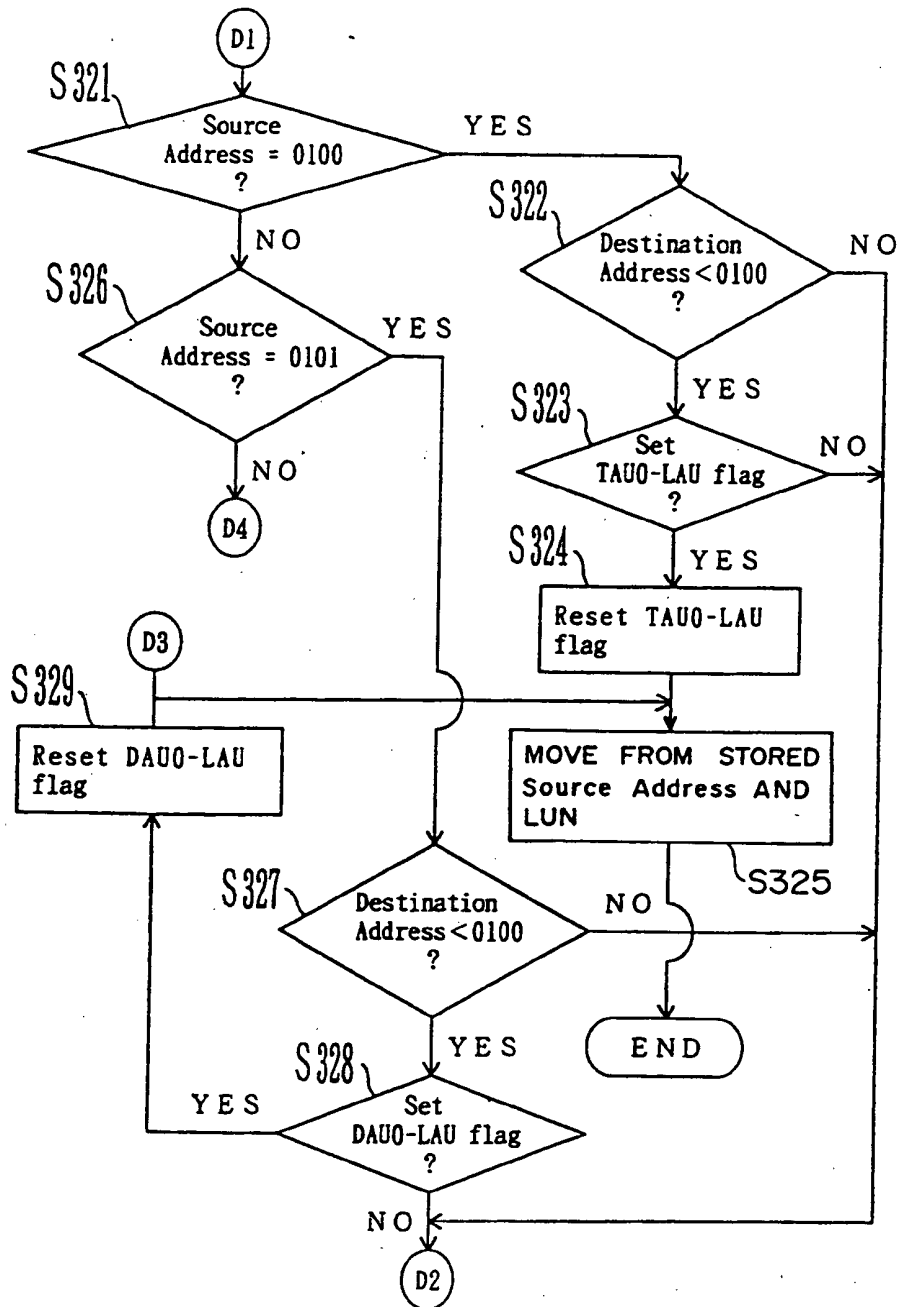 D1
S321
Source
Address = 0100
?
YES
NO
S322
Destination
Address<0100
?
NO
YES
S326
Source
Address = 0101
?
YES
NO
D4
S323
Set
TAU0-LAU flag
?
NO
YES
S324
Reset TAU0-LAU
flag
D3
S329
Reset DAU0-LAU
flag
MOVE FROM STORED
Source Address AND
LUN
S325
S327
Destination
Address<0100
?
NO
YES
END
S328
Set
DAU0-LAU flag
?
YES
NO
D2